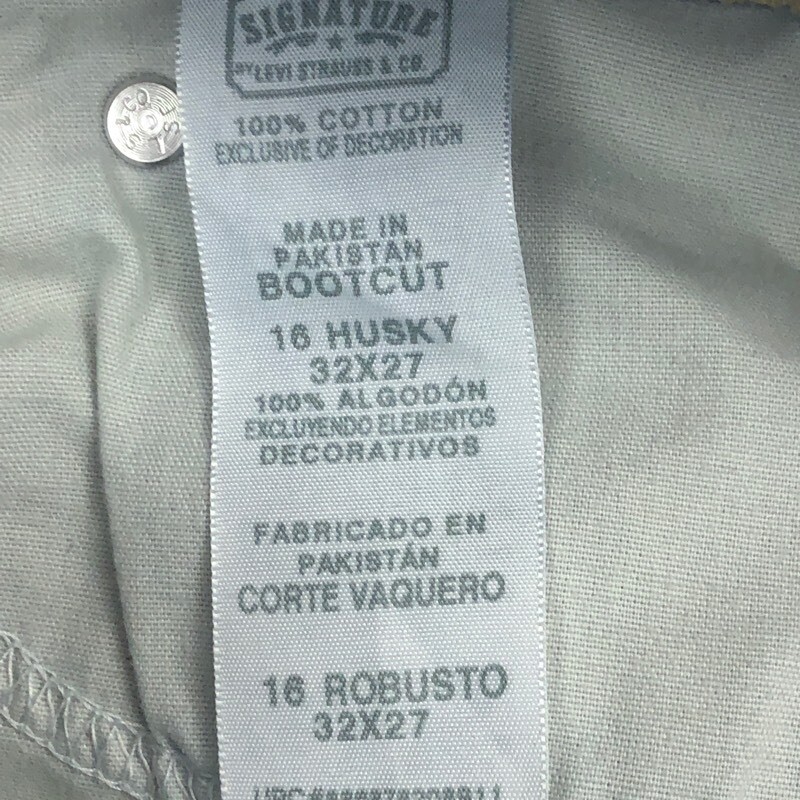 SIGNATURE
BY LEVI STRAUSS & CO.
100% COTTON
EXCLUSIVE OF DECORATION
MADE IN
PAKISTAN
BOOTCUT
16 HUSKY
32X27
100% ALGODÓN
EXCLUYENDO ELEMENTOS
DECORATIVOS
FABRICADO EN
PAKISTÁN
CORTE VAQUERO
16 ROBUSTO
32X27